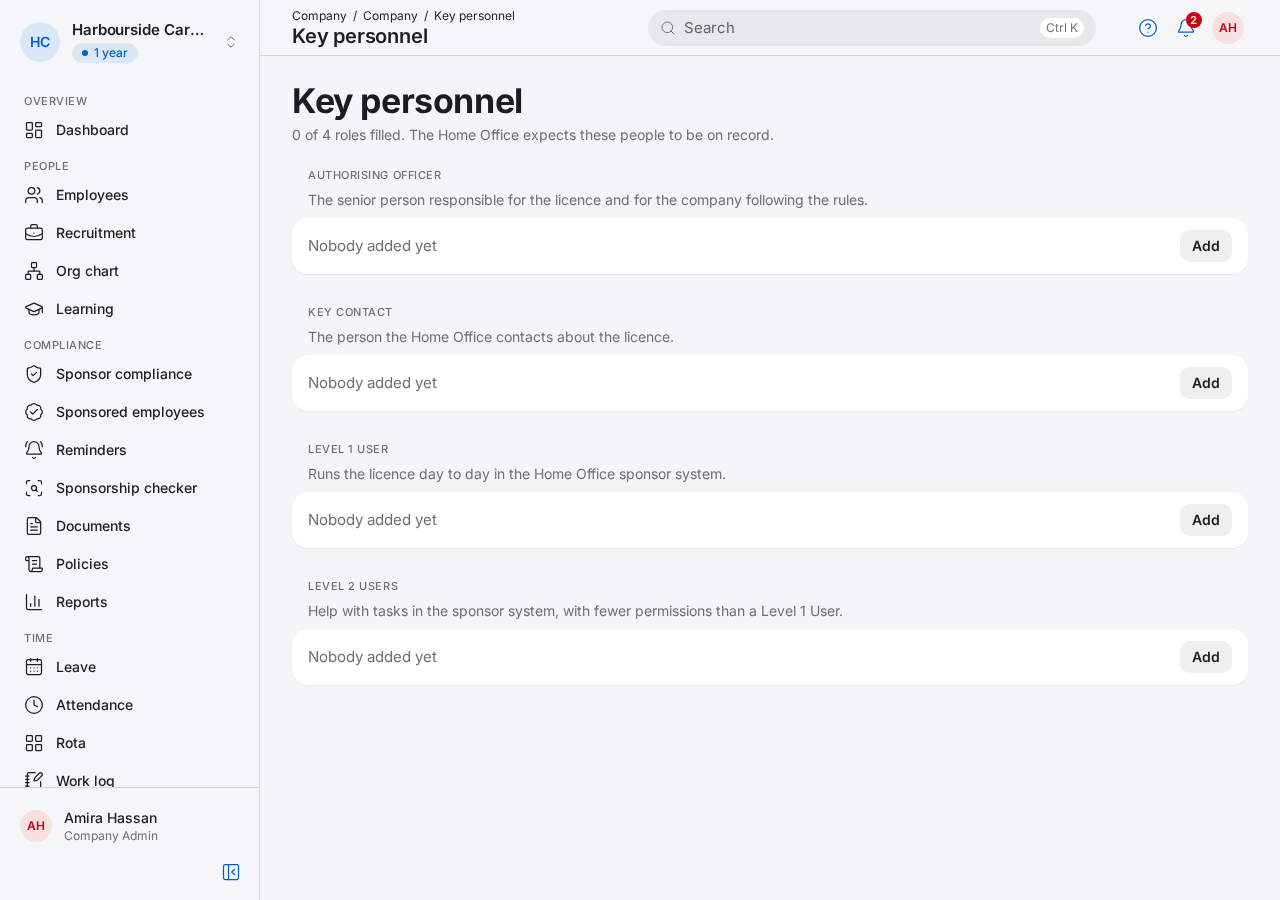 HC
Harbourside Car...
1 year
OVERVIEW
Dashboard
PEOPLE
Employees
Recruitment
Org chart
Learning
COMPLIANCE
Sponsor compliance
Sponsored employees
Reminders
Sponsorship checker
Documents
Policies
Reports
TIME
Leave
Attendance
Rota
Work log
AH
Amira Hassan
Company Admin
Company / Company / Key personnel
Key personnel
Search
Ctrl K
2
AH
Key personnel
0 of 4 roles filled. The Home Office expects these people to be on record.
AUTHORISING OFFICER
The senior person responsible for the licence and for the company following the rules.
Nobody added yet
Add
KEY CONTACT
The person the Home Office contacts about the licence.
Nobody added yet
Add
LEVEL 1 USER
Runs the licence day to day in the Home Office sponsor system.
Nobody added yet
Add
LEVEL 2 USERS
Help with tasks in the sponsor system, with fewer permissions than a Level 1 User.
Nobody added yet
Add